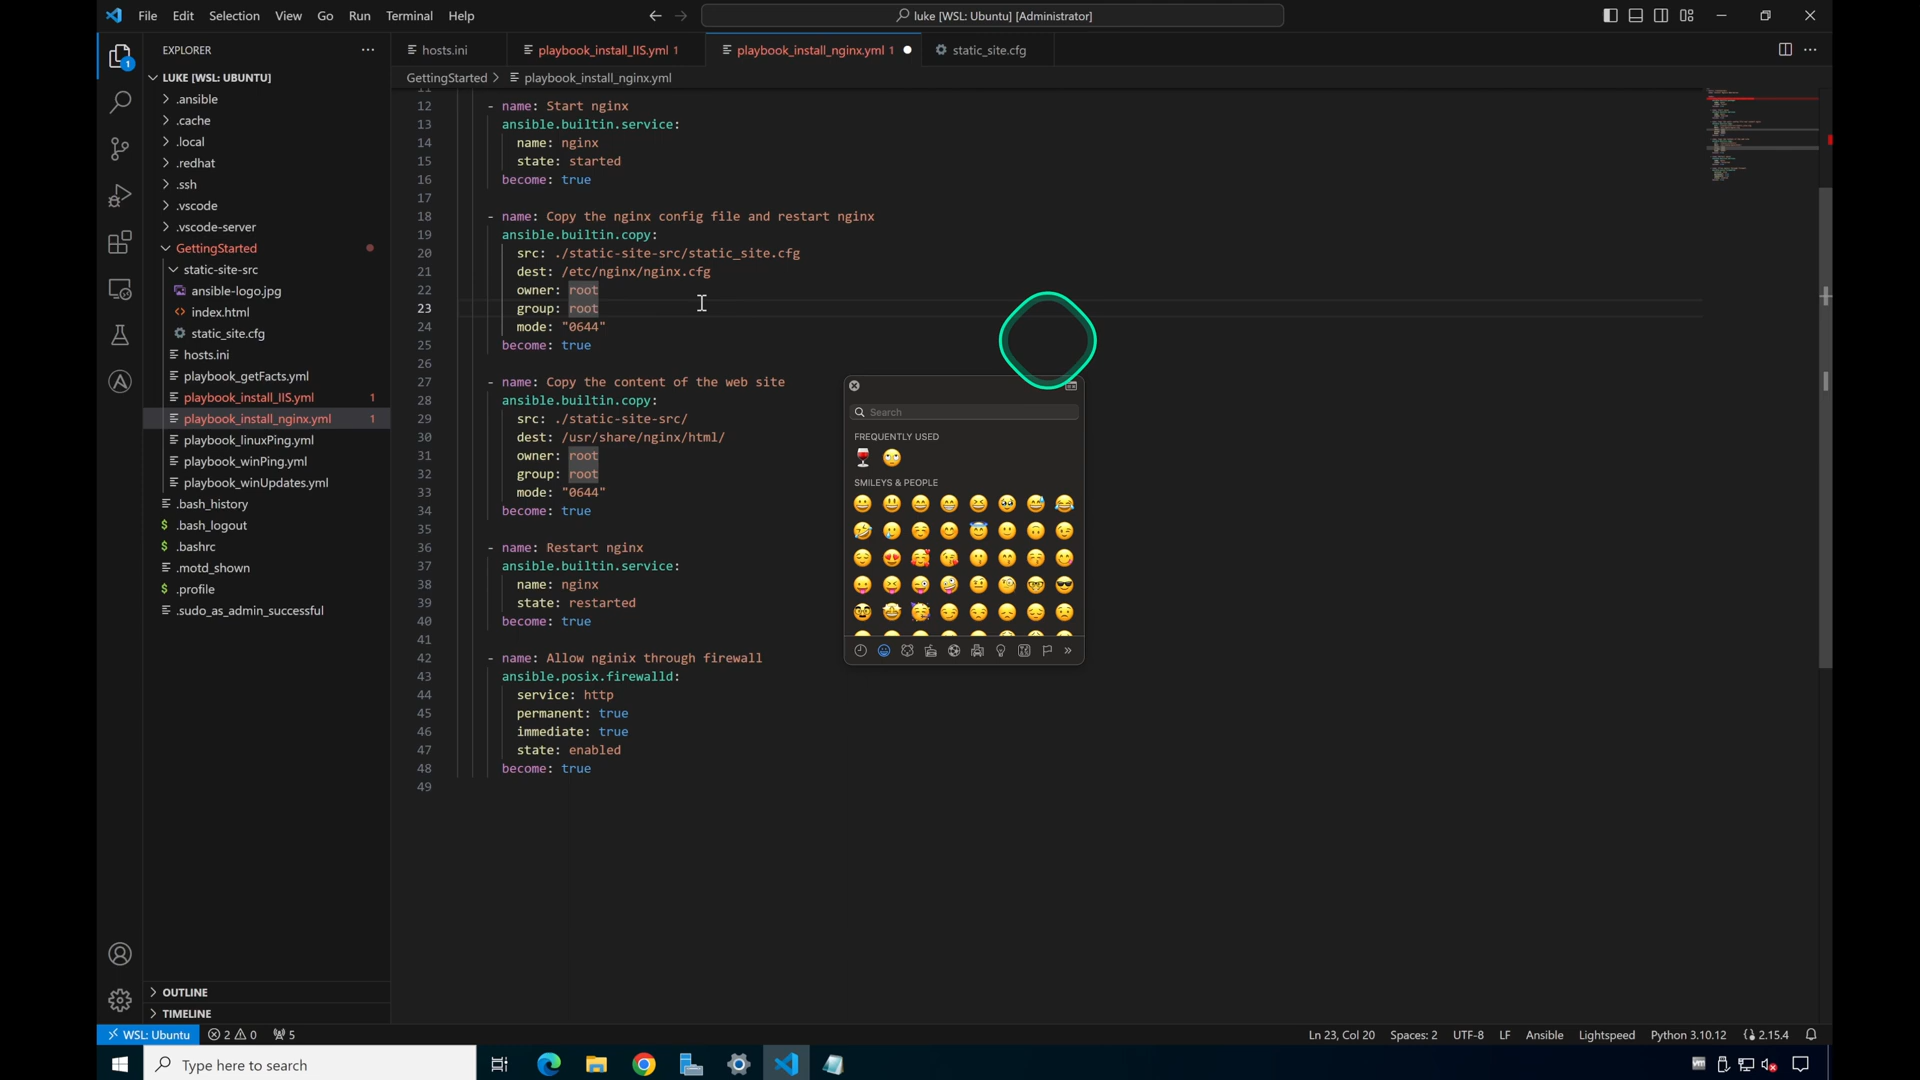 File Edit Selection View Go Run Terminal Help
luke [WSL: Ubuntu] [Administrator]
EXPLORER
hosts.ini
playbook_install_IIS.yml 1
playbook_install_nginx.yml 1
static_site.cfg
LUKE [WSL: UBUNTU]
GettingStarted > playbook_install_nginx.yml
.ansible
.cache
.local
.redhat
.ssh
.vscode
.vscode-server
GettingStarted
static-site-src
ansible-logo.jpg
index.html
static_site.cfg
hosts.ini
playbook_getFacts.yml
playbook_install_IIS.yml 1
playbook_install_nginx.yml 1
playbook_linuxPing.yml
playbook_winPing.yml
playbook_winUpdates.yml
.bash_history
.bash_logout
.bashrc
.motd_shown
.profile
.sudo_as_admin_successful
OUTLINE
TIMELINE
11
12 - name: Start nginx
13 ansible.builtin.service:
14 name: nginx
15 state: started
16 become: true
17
18 - name: Copy the nginx config file and restart nginx
19 ansible.builtin.copy:
20 src: ./static-site-src/static_site.cfg
21 dest: /etc/nginx/nginx.cfg
22 owner: root
23 group: root
24 mode: "0644"
25 become: true
26
27 - name: Copy the content of the web site
28 ansible.builtin.copy:
29 src: ./static-site-src/
30 dest: /usr/share/nginx/html/
31 owner: root
32 group: root
33 mode: "0644"
34 become: true
35
36 - name: Restart nginx
37 ansible.builtin.service:
38 name: nginx
39 state: restarted
40 become: true
41
42 - name: Allow nginix through firewall
43 ansible.posix.firewalld:
44 service: http
45 permanent: true
46 immediate: true
47 state: enabled
48 become: true
49
Search
FREQUENTLY USED
SMILEYS & PEOPLE
WSL: Ubuntu 2 0 5
Ln 23, Col 20 Spaces: 2 UTF-8 LF Ansible Lightspeed Python 3.10.12 2.15.4
Type here to search